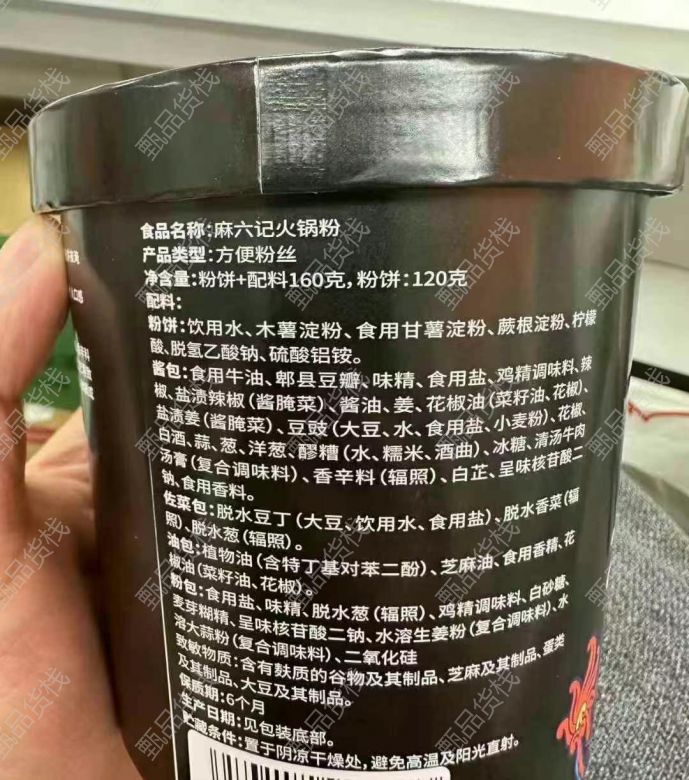 食品名称:麻六记火锅粉
产品类型:方便粉丝
净含量:粉饼+配料160克,粉饼:120克
配料:
粉饼:饮用水、木薯淀粉、食用甘薯淀粉、蕨根淀粉、柠檬
酸、脱氢乙酸钠、硫酸铝铵。
酱包:食用牛油、郫县豆瓣、味精、食用盐、鸡精调味料、辣
椒、盐渍辣椒(酱腌菜)、酱油、姜、花椒油(菜籽油、花椒)、
盐渍姜(酱腌菜)、豆豉(大豆、水、食用盐、小麦粉)、花椒、
白酒、蒜、葱、洋葱、醪糟(水、糯米、酒曲)、冰糖、清汤牛肉
汤膏(复合调味料)、香辛料(辐照)、白芷、呈味核苷酸二
钠、食用香料。
佐菜包:脱水豆丁(大豆、饮用水、食用盐)、脱水香菜(辐
照)、脱水葱(辐照)。
油包:植物油(含特丁基对苯二酚)、芝麻油、食用香精、花
椒油(菜籽油、花椒)。
粉包:食用盐、味精、脱水葱(辐照)、鸡精调味料、白砂糖、
麦芽糊精、呈味核苷酸二钠、水溶生姜粉(复合调味料)、水
溶大蒜粉(复合调味料)、二氧化硅
致敏物质:含有麸质的谷物及其制品、芝麻及其制品、蛋类
及其制品、大豆及其制品。
保质期:6个月
生产日期:见包装底部。
贮藏条件:置于阴凉干燥处,避免高温及阳光直射。
甄品货栈